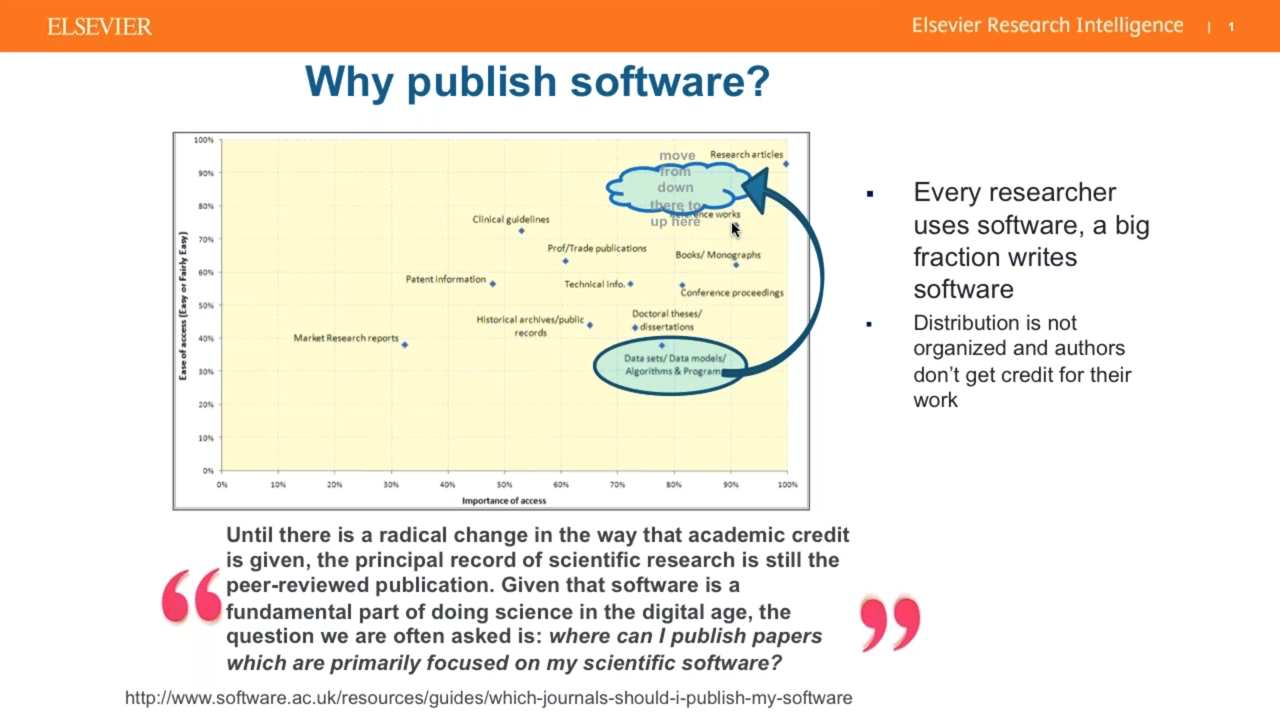 ELSEVIER
Elsevier Research Intelligence | 1
Why publish software?
100%
90%
80%
70%
60%
50%
40%
30%
20%
10%
0%
Ease of access (Easy or Fairly Easy)
Research articles
move
from
down
there to
up here
works
Clinical guidelines
Prof/Trade publications
Books/ Monographs
Patent information
Technical Info.
Conference proceedings
Historical archives/public
records
Doctoral theses/
dissertations
Market Research reports
Data sets/ Data models/
Algorithms &
0% 10% 20% 30% 40% 50% 60% 70% 80% 90% 100%
Importance of access
▪ Every researcher
uses software, a big
fraction writes
software
▪ Distribution is not
organized and authors
don’t get credit for their
work
“
Until there is a radical change in the way that academic credit
is given, the principal record of scientific research is still the
peer-reviewed publication. Given that software is a
fundamental part of doing science in the digital age, the
question we are often asked is: where can I publish papers
which are primarily focused on my scientific software?
”
http://www.software.ac.uk/resources/guides/which-journals-should-i-publish-my-software